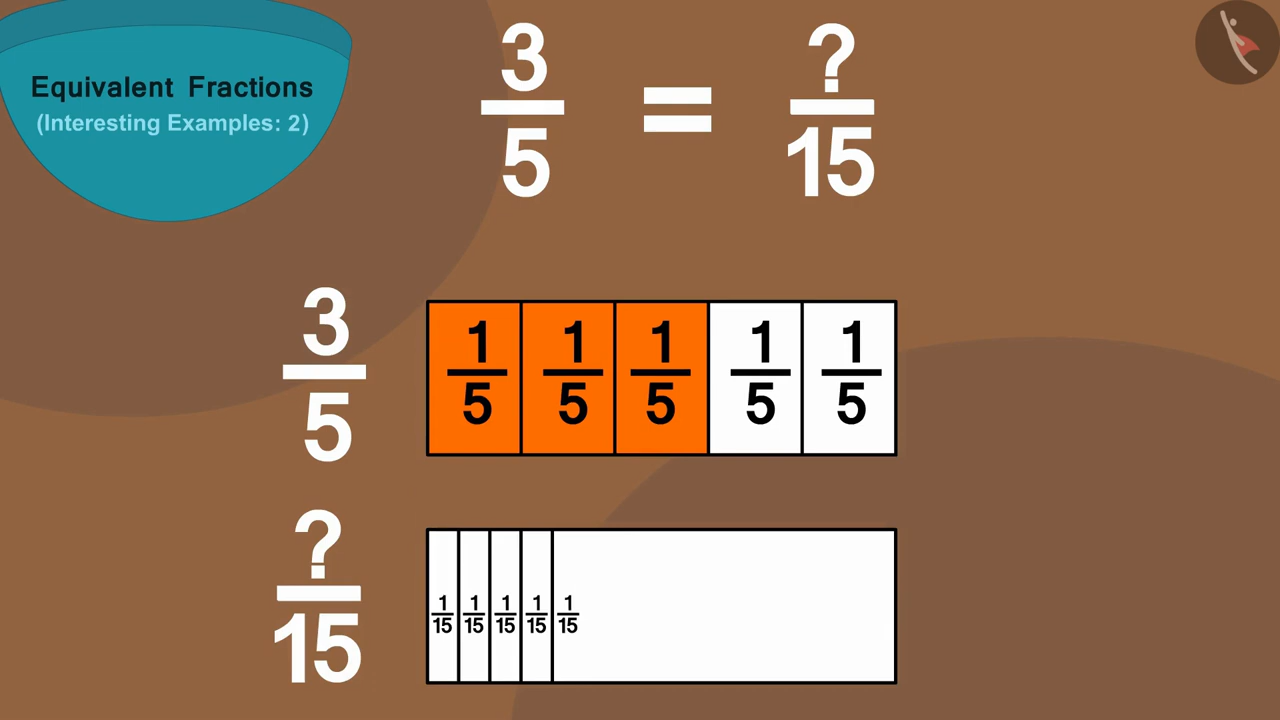 Equivalent Fractions
(Interesting Examples: 2)
3/5 = ?/15
3/5 1/5 1/5 1/5 1/5 1/5
?/15 1/15 1/15 1/15 1/15 1/15